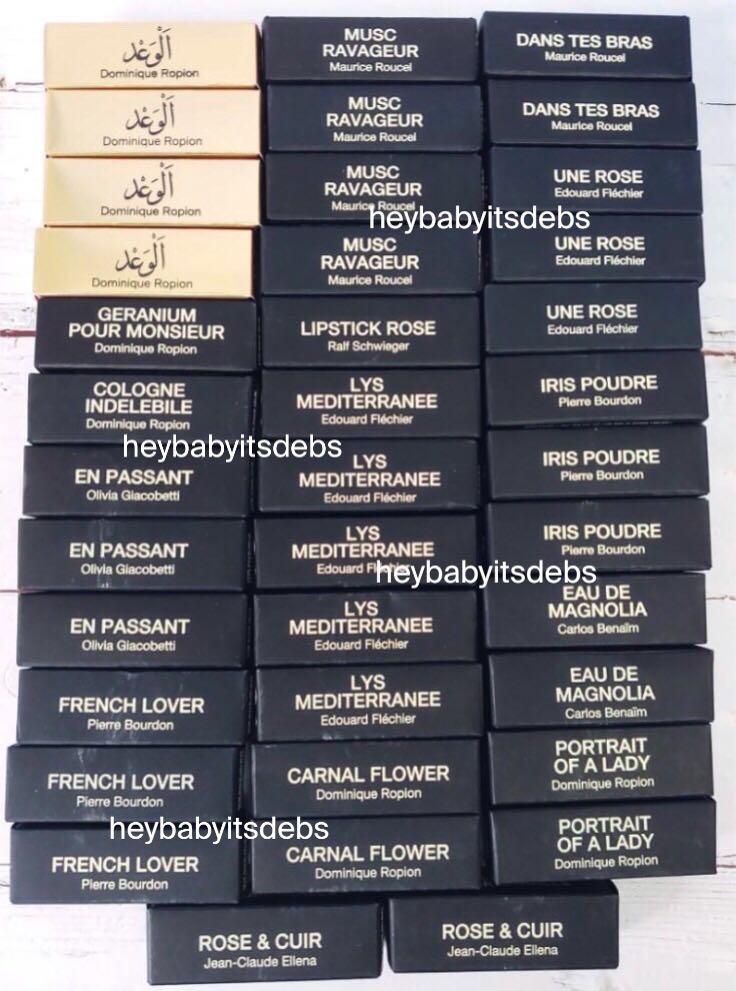 اَلْوَعْد
Dominique Ropion
اَلْوَعْد
Dominique Ropion
اَلْوَعْد
Dominique Ropion
اَلْوَعْد
Dominique Ropion
GERANIUM
POUR MONSIEUR
Dominique Ropion
COLOGNE
INDELEBILE
Dominique Ropion
heybabyitsdebs
EN PASSANT
Olivia Giacobetti
EN PASSANT
Olivia Giacobetti
EN PASSANT
Olivia Giacobetti
FRENCH LOVER
Pierre Bourdon
FRENCH LOVER
Pierre Bourdon
heybabyitsdebs
FRENCH LOVER
Pierre Bourdon
MUSC
RAVAGEUR
Maurice Roucel
MUSC
RAVAGEUR
Maurice Roucel
MUSC
RAVAGEUR
Maurice Roucel
heybabyitsdebs
MUSC
RAVAGEUR
Maurice Roucel
LIPSTICK ROSE
Ralf Schwieger
LYS
MEDITERRANEE
Edouard Fléchier
LYS
MEDITERRANEE
Edouard Fléchier
LYS
MEDITERRANEE
Edouard Fléchier
heybabyitsdebs
LYS
MEDITERRANEE
Edouard Fléchier
LYS
MEDITERRANEE
Edouard Fléchier
CARNAL FLOWER
Dominique Ropion
CARNAL FLOWER
Dominique Ropion
DANS TES BRAS
Maurice Roucel
DANS TES BRAS
Maurice Roucel
UNE ROSE
Edouard Fléchier
UNE ROSE
Edouard Fléchier
UNE ROSE
Edouard Fléchier
IRIS POUDRE
Pierre Bourdon
IRIS POUDRE
Pierre Bourdon
IRIS POUDRE
Pierre Bourdon
EAU DE
MAGNOLIA
Carlos Benaïm
EAU DE
MAGNOLIA
Carlos Benaïm
PORTRAIT
OF A LADY
Dominique Ropion
PORTRAIT
OF A LADY
Dominique Ropion
ROSE & CUIR
Jean-Claude Ellena
ROSE & CUIR
Jean-Claude Ellena